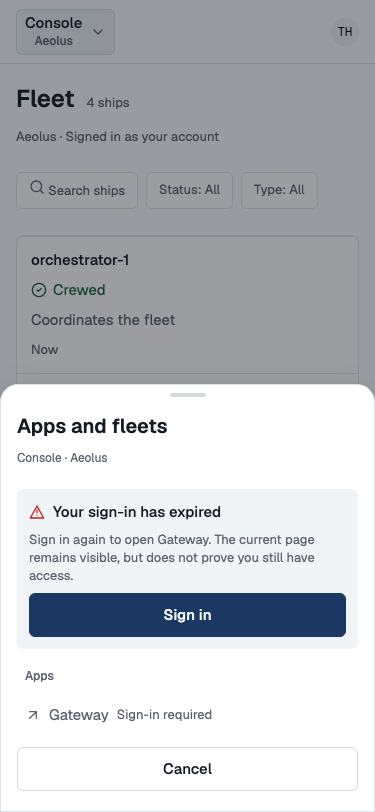 Console
Aeolus
TH
Fleet 4 ships
Aeolus · Signed in as your account
Search ships Status: All Type: All
orchestrator-1
Crewed
Coordinates the fleet
Now
Apps and fleets
Console · Aeolus
Your sign-in has expired
Sign in again to open Gateway. The current page
remains visible, but does not prove you still have
access.
Sign in
Apps
Gateway Sign-in required
Cancel